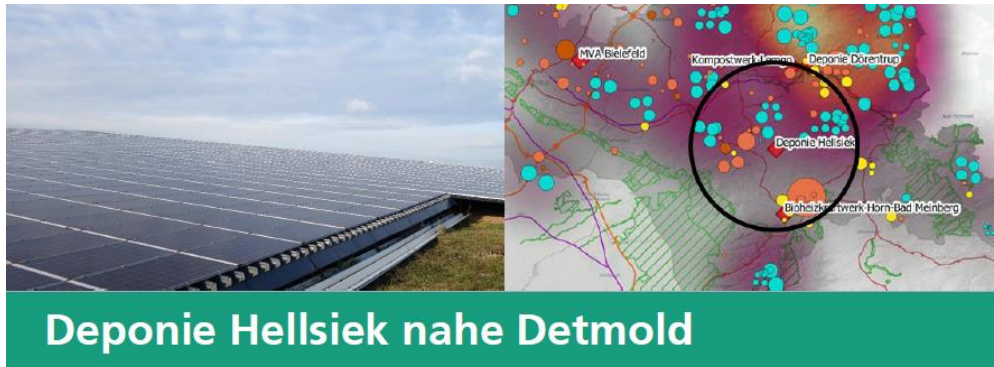 MVA Bielefeld
Kompostwerk Lemgo
Deponie Dörentrup
Deponie Hellsiek
Bioheizkraftwerk Horn-Bad Meinberg
Deponie Hellsiek nahe Detmold